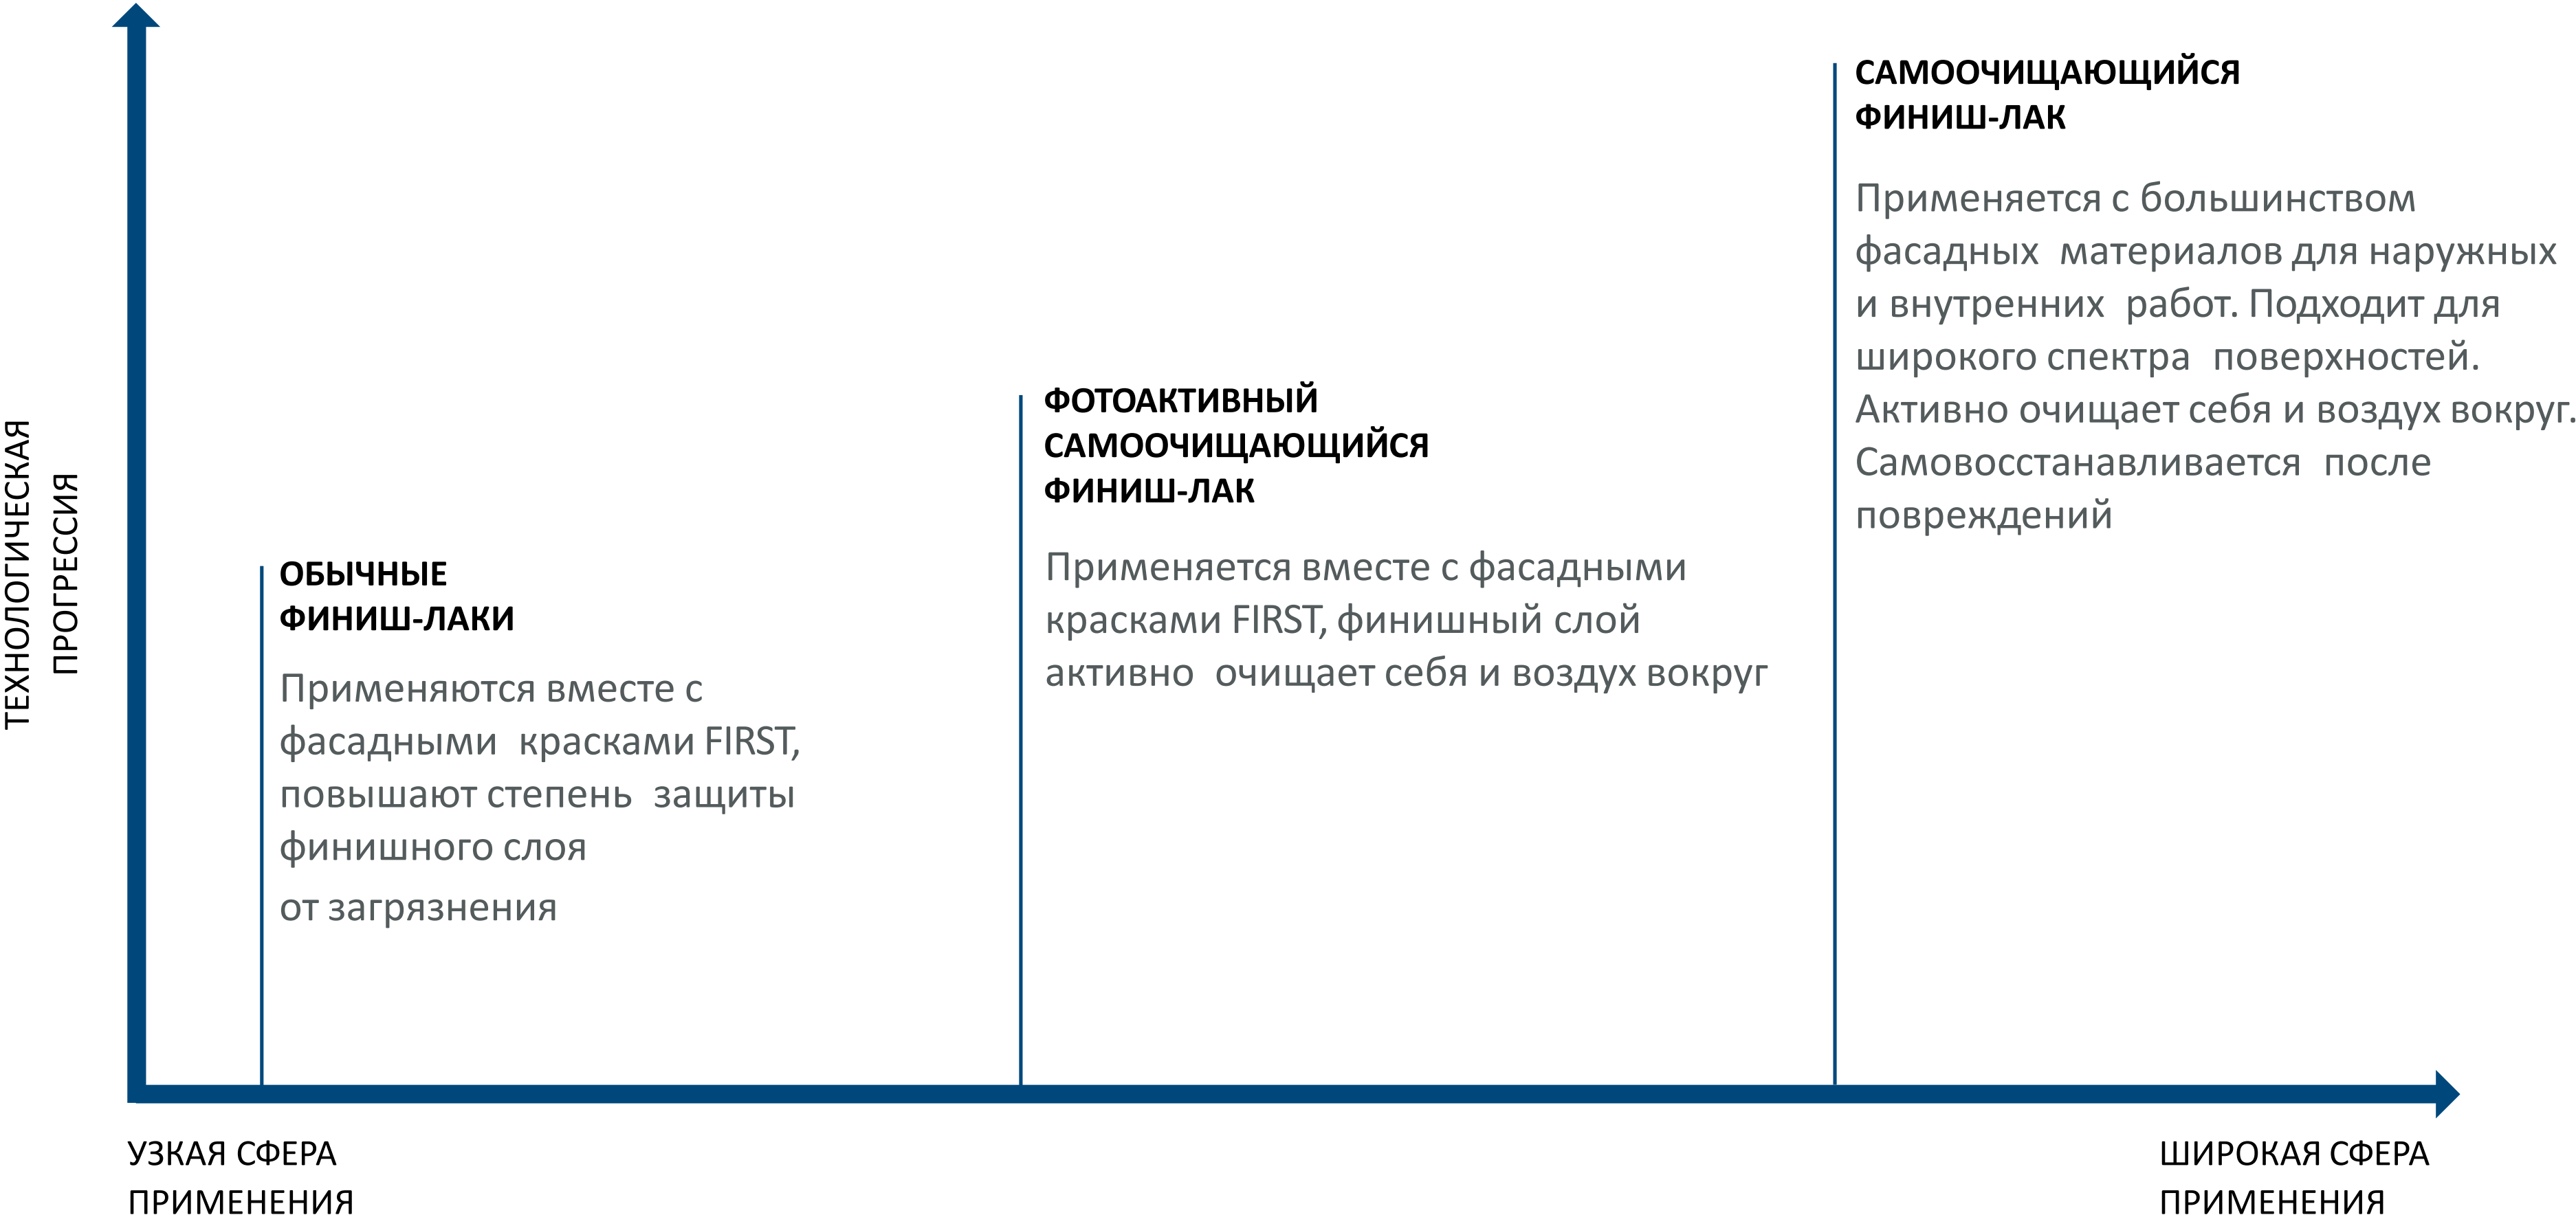 ТЕХНОЛОГИЧЕСКАЯ
ПРОГРЕССИЯ
ОБЫЧНЫЕ
ФИНИШ-ЛАКИ
Применяются вместе с
фасадными красками FIRST,
повышают степень защиты
финишного слоя
от загрязнения
ФОТОАКТИВНЫЙ
САМООЧИЩАЮЩИЙСЯ
ФИНИШ-ЛАК
Применяется вместе с фасадными
красками FIRST, финишный слой
активно очищает себя и воздух вокруг
САМООЧИЩАЮЩИЙСЯ
ФИНИШ-ЛАК
Применяется с большинством
фасадных материалов для наружных
и внутренних работ. Подходит для
широкого спектра поверхностей.
Активно очищает себя и воздух вокруг.
Самовосстанавливается после
повреждений
УЗКАЯ СФЕРА
ПРИМЕНЕНИЯ
ШИРОКАЯ СФЕРА
ПРИМЕНЕНИЯ